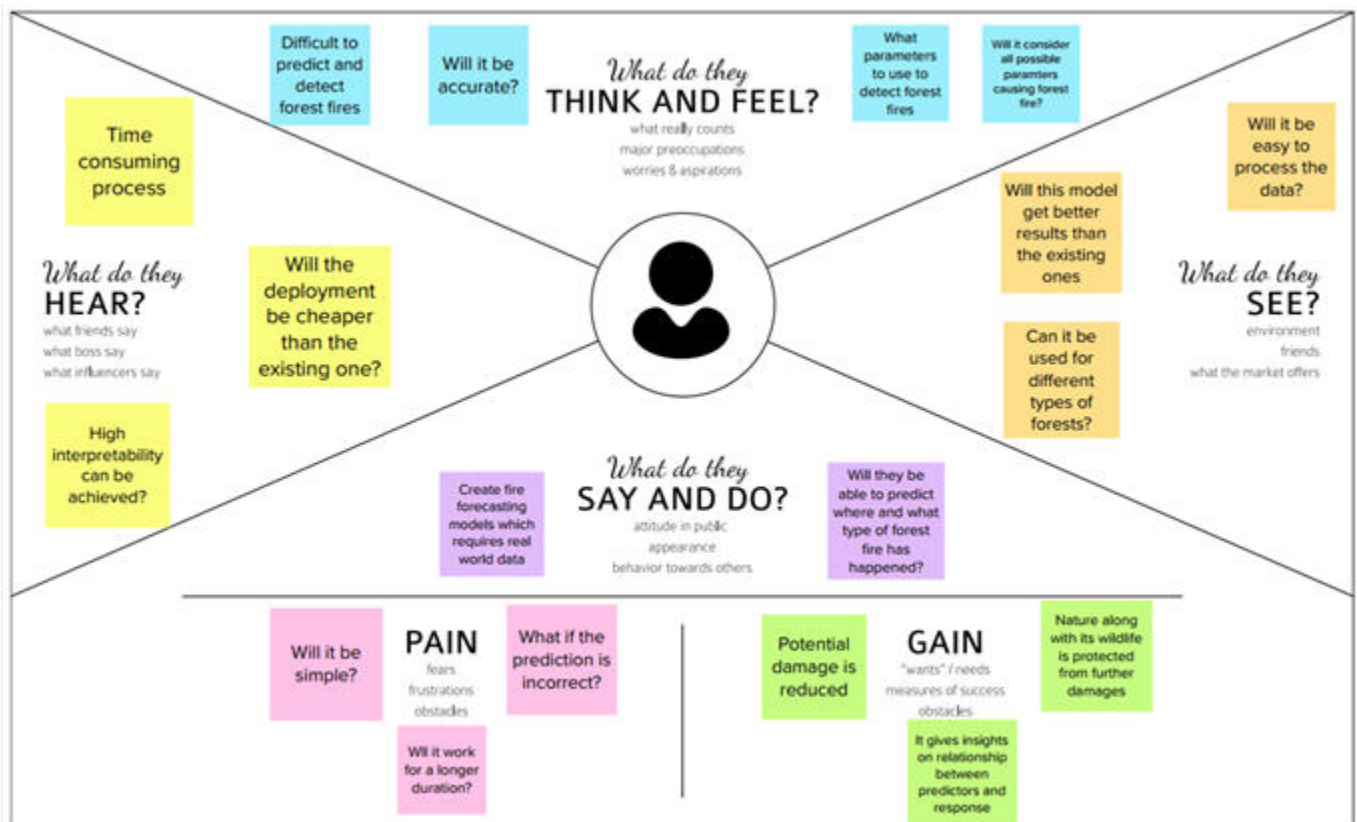 Difficult to
predict and
detect
forest fires
Will it be
accurate?
What do they
THINK AND FEEL?
what really counts
major preoccupations
worries & aspirations
What
parameters
to use to
detect forest
fires
Will it consider
all possible
paramters
causing forest
fire?
Time
consuming
process
What do they
HEAR?
what friends say
what boss say
what influencers say
Will the
deployment
be cheaper
than the
existing one?
High
interpretability
can be
achieved?
Will it be
easy to
process the
data?
Will this model
get better
results than
the existing
ones
What do they
SEE?
environment
friends
what the market offers
Can it be
used for
different
types of
forests?
Create fire
forecasting
models which
requires real
world data
What do they
SAY AND DO?
attitude in public
appearance
behavior towards others
Will they be
able to predict
where and what
type of forest
fire has
happened?
Will it be
simple?
PAIN
fears
frustrations
obstacles
What if the
prediction is
incorrect?
Will it work
for a longer
duration?
Potential
damage is
reduced
GAIN
"wants" / needs
measures of success
obstacles
Nature along
with its wildlife
is protected
from further
damages
It gives insights
on relationship
between
predictors and
response